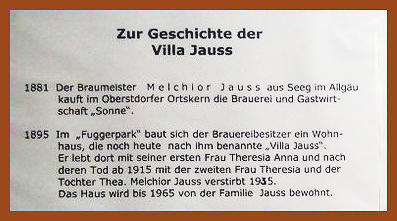 Zur Geschichte der
Villa Jauss
1881 Der Braumeister Melchior Jauss aus Seeg im Allgäu
kauft im Oberstdorfer Ortskern die Brauerei und Gastwirt-
schaft „Sonne“.
1895 Im „Fuggerpark“ baut sich der Brauereibesitzer ein Wohn-
haus, die noch heute nach ihm benannte „Villa Jauss“.
Er lebt dort mit seiner ersten Frau Theresia Anna und nach
deren Tod ab 1915 mit der zweiten Frau Theresia und der
Tochter Thea. Melchior Jauss verstirbt 1935.
Das Haus wird bis 1965 von der Familie Jauss bewohnt.